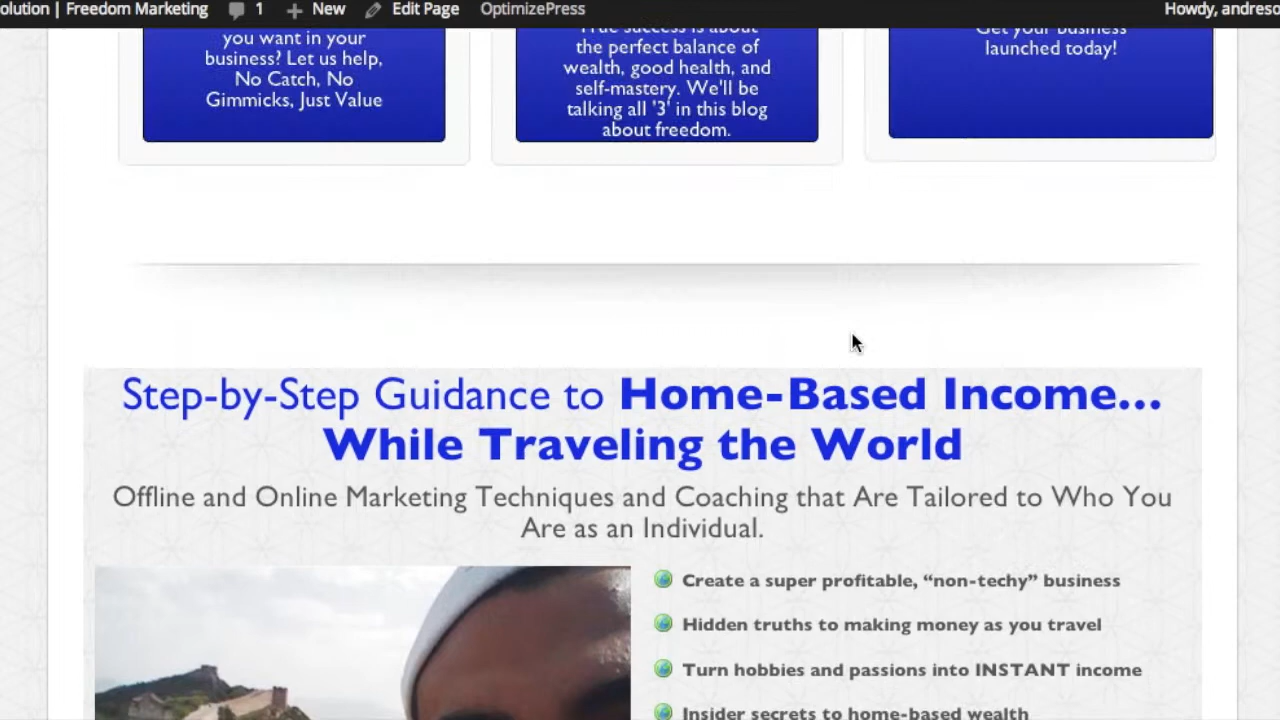 olution | Freedom Marketing 1 New Edit Page OptimizePress Howdy, andreso
you want in your
business? Let us help,
No Catch, No
Gimmicks, Just Value
True success is about
the perfect balance of
wealth, good health, and
self-mastery. We'll be
talking all '3' in this blog
about freedom.
Get your business
launched today!
Step-by-Step Guidance to Home-Based Income...
While Traveling the World
Offline and Online Marketing Techniques and Coaching that Are Tailored to Who You
Are as an Individual.
Create a super profitable, “non-techy” business
Hidden truths to making money as you travel
Turn hobbies and passions into INSTANT income
Insider secrets to home-based wealth